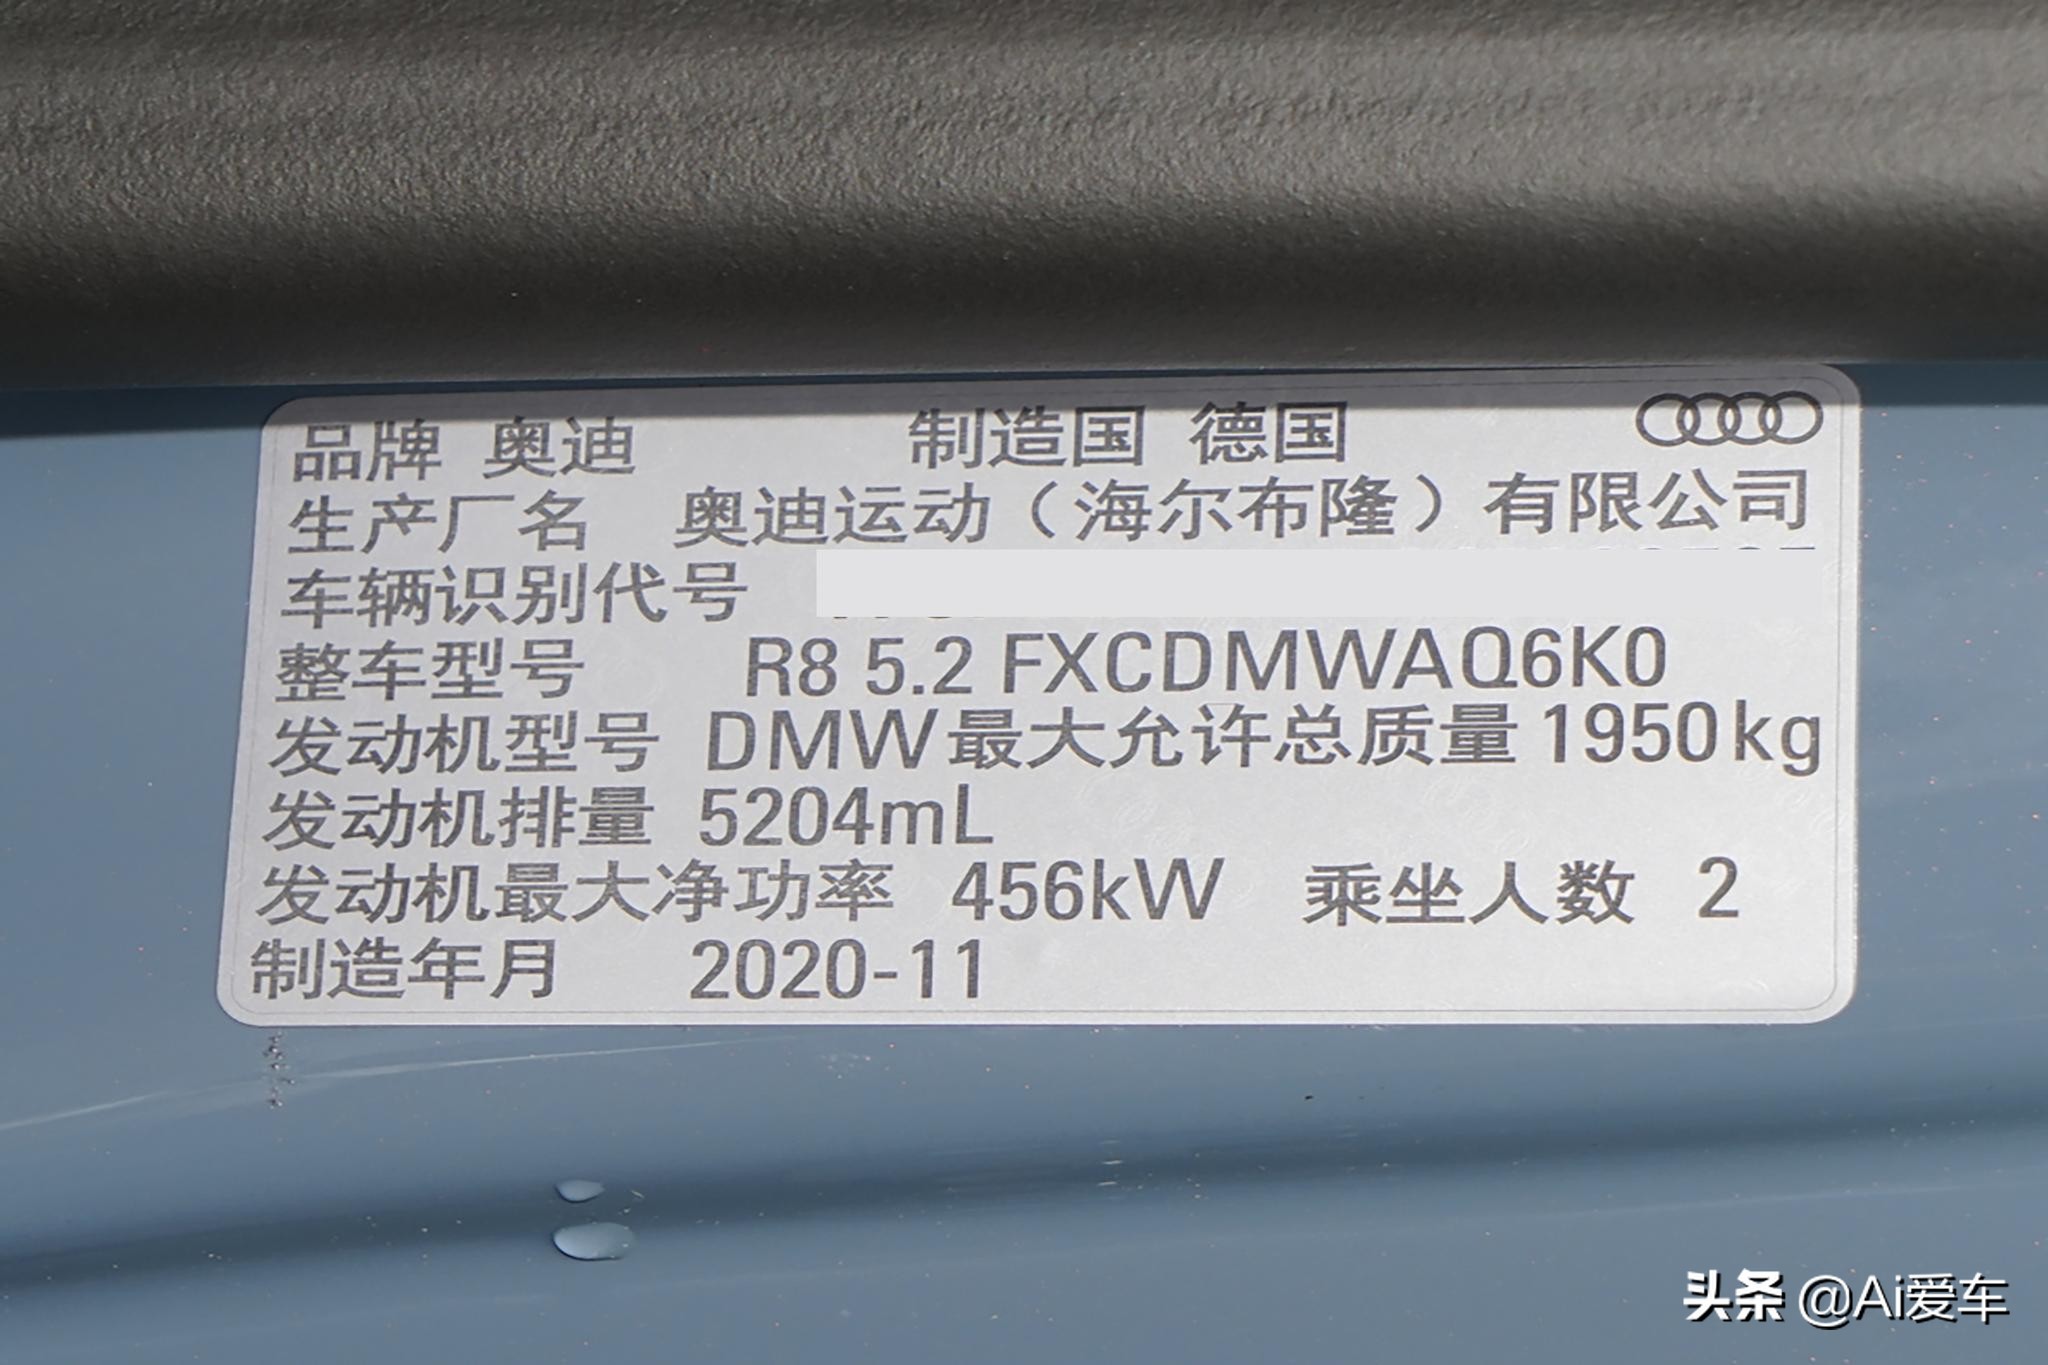 品牌 奥迪 制造国 德国
生产厂名 奥迪运动（海尔布隆）有限公司
车辆识别代号
整车型号 R8 5.2 FXCDMWAQ6K0
发动机型号 DMW 最大允许总质量 1950kg
发动机排量 5204mL
发动机最大净功率 456kW 乘坐人数 2
制造年月 2020-11
头条 @Ai爱车